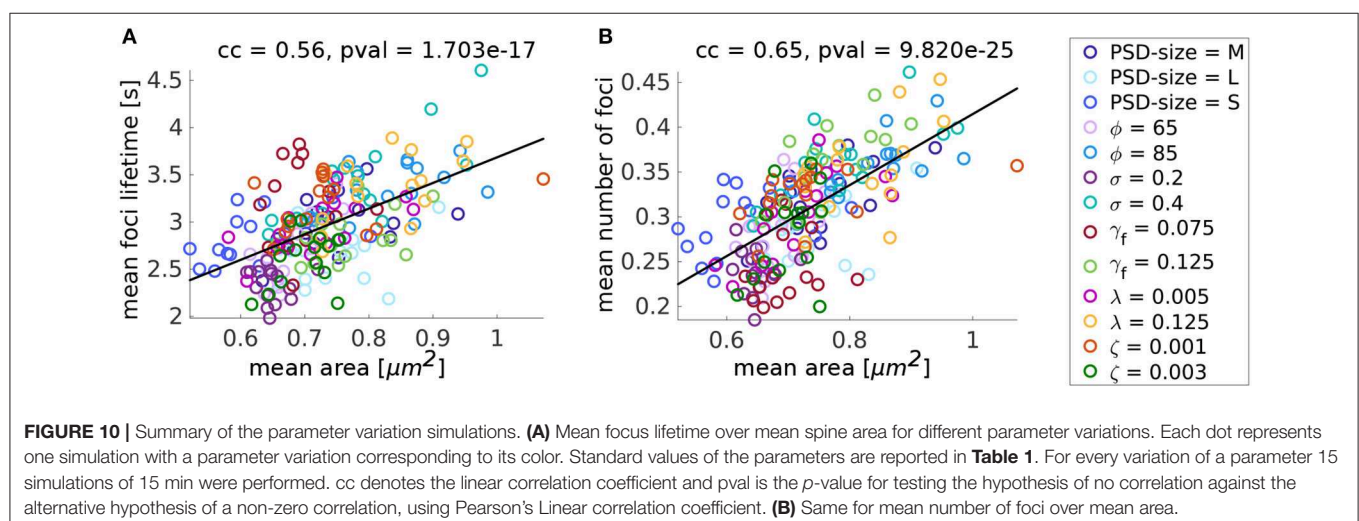 A
cc = 0.56, pval = 1.703e-17
4.5
4
3.5
3
2.5
2
mean foci lifetime [s]
0.6 0.7 0.8 0.9 1
mean area [μm²]
B
cc = 0.65, pval = 9.820e-25
0.45
0.4
0.35
0.3
0.25
0.2
mean number of foci
0.6 0.8 1
mean area [μm²]
PSD-size = M
PSD-size = L
PSD-size = S
ϕ = 65
ϕ = 85
σ = 0.2
σ = 0.4
γf = 0.075
γf = 0.125
λ = 0.005
λ = 0.125
ζ = 0.001
ζ = 0.003
FIGURE 10 | Summary of the parameter variation simulations. (A) Mean focus lifetime over mean spine area for different parameter variations. Each dot represents
one simulation with a parameter variation corresponding to its color. Standard values of the parameters are reported in Table 1. For every variation of a parameter 15
simulations of 15 min were performed. cc denotes the linear correlation coefficient and pval is the p-value for testing the hypothesis of no correlation against the
alternative hypothesis of a non-zero correlation, using Pearson's Linear correlation coefficient. (B) Same for mean number of foci over mean area.